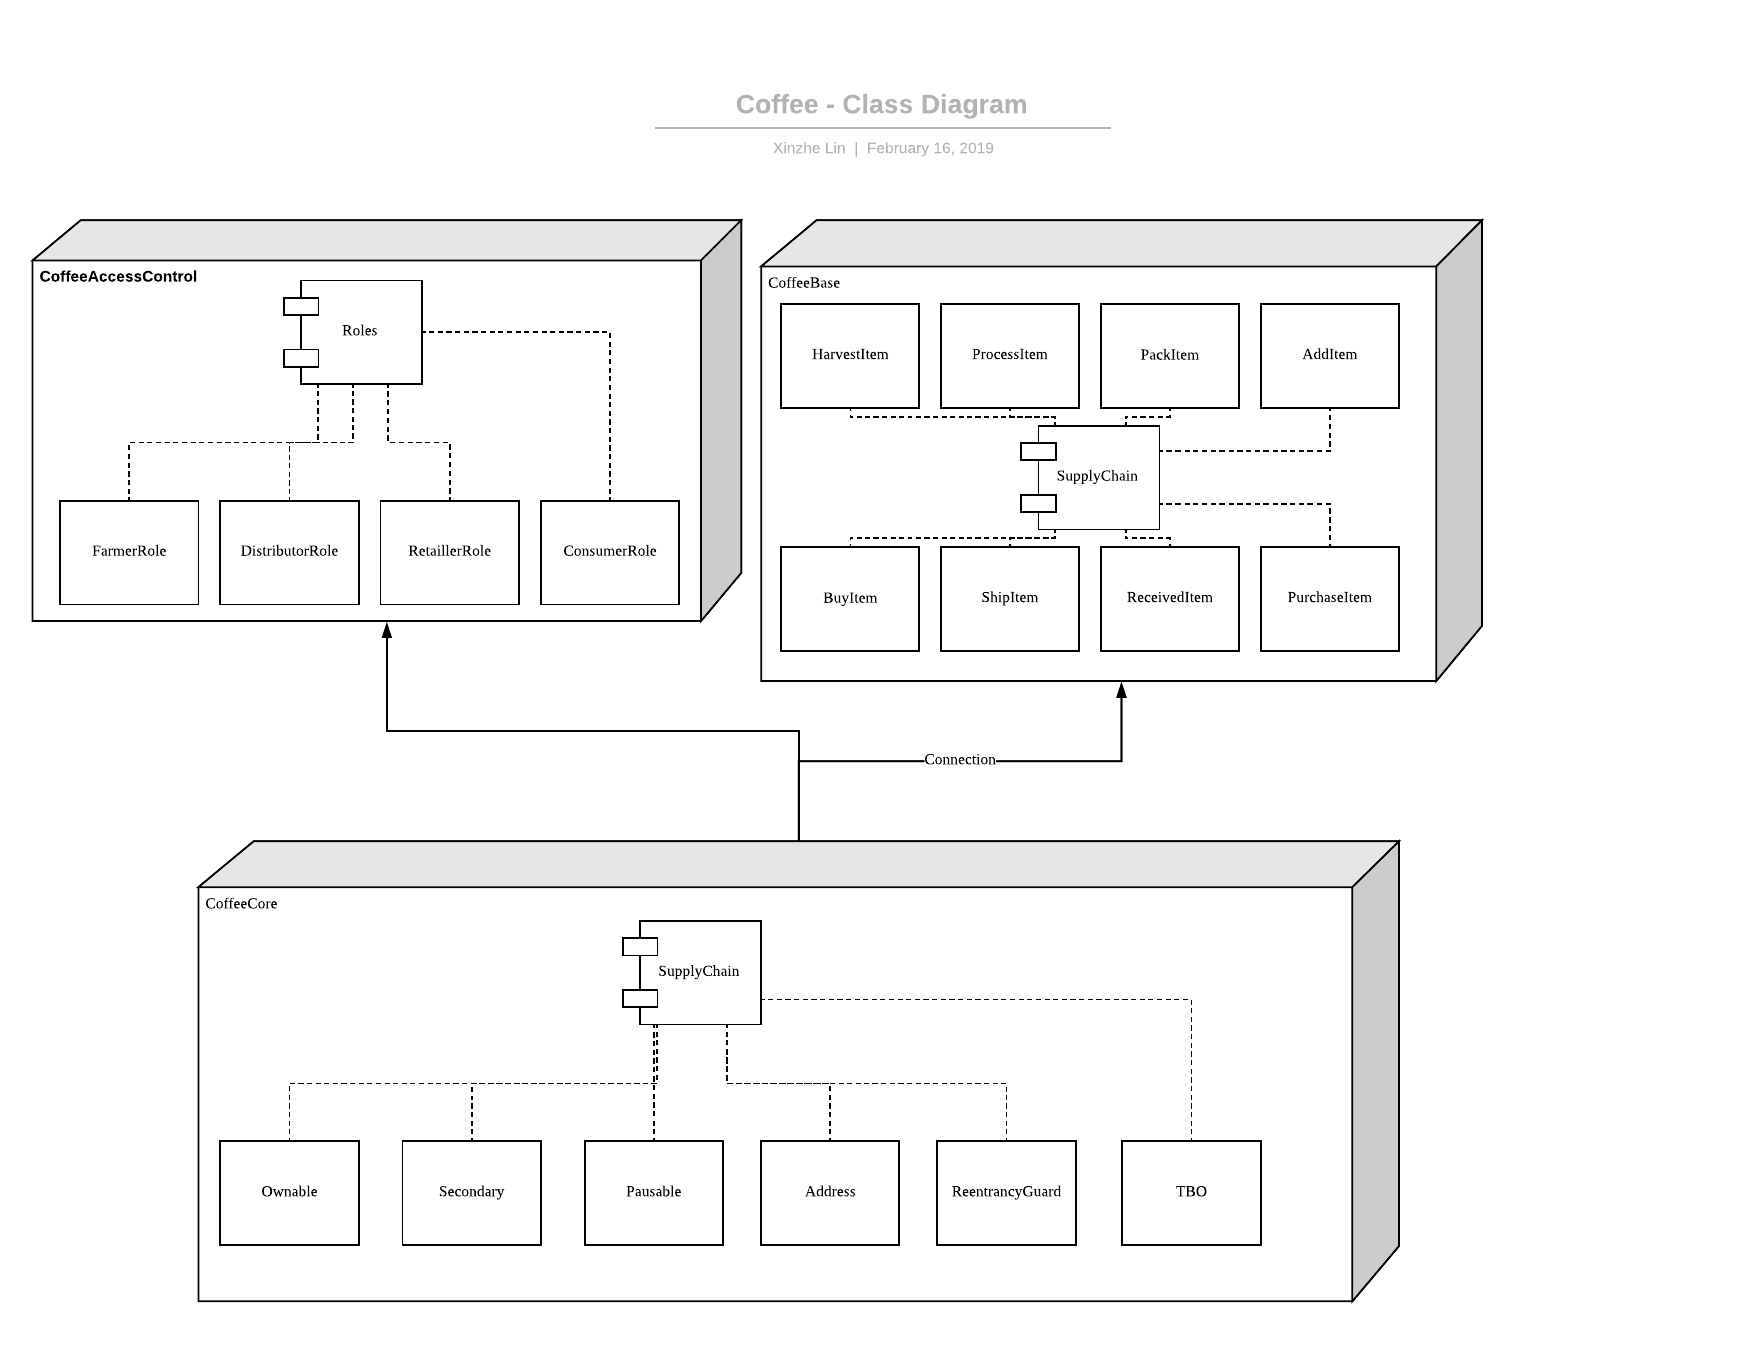 Coffee - Class Diagram
Xinzhe Lin | February 16, 2019
CoffeeAccessControl
Roles
FarmerRole
DistributorRole
RetaillerRole
ConsumerRole
CoffeeBase
HarvestItem
ProcessItem
PackItem
AddItem
SupplyChain
BuyItem
ShipItem
ReceivedItem
PurchaseItem
Connection
CoffeeCore
SupplyChain
Ownable
Secondary
Pausable
Address
ReentrancyGuard
TBO